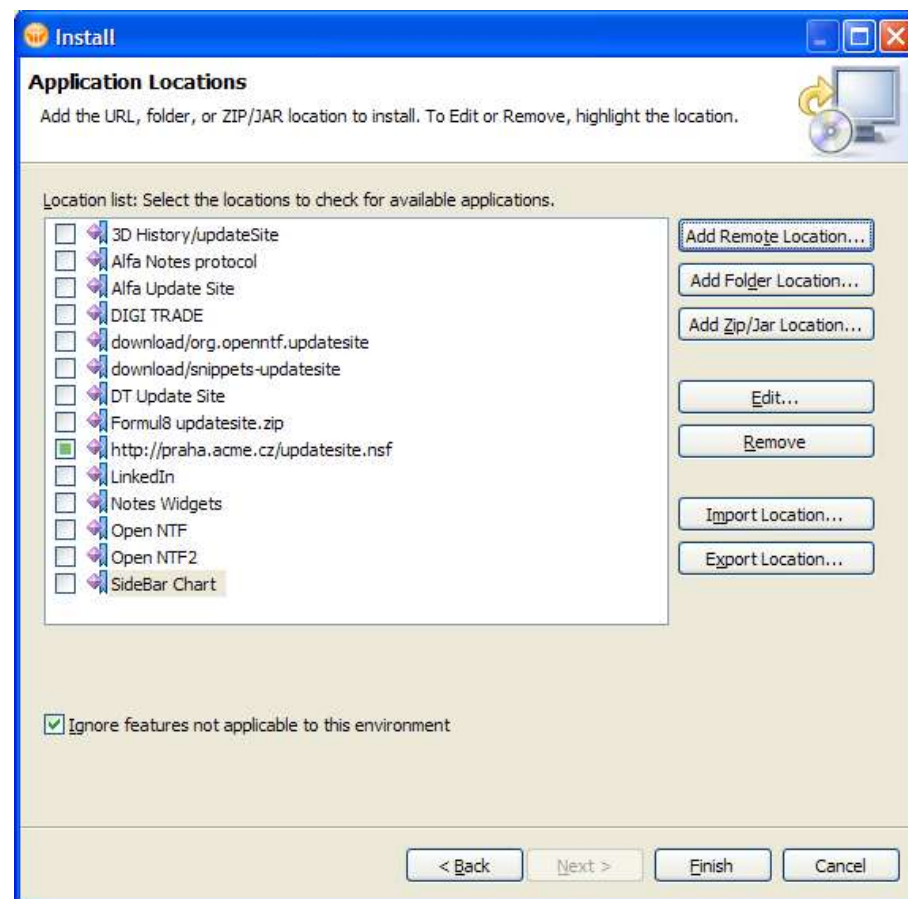 Install
Application Locations
Add the URL, folder, or ZIP/JAR location to install. To Edit or Remove, highlight the location.
Location list: Select the locations to check for available applications.
3D History/updateSite
Alfa Notes protocol
Alfa Update Site
DIGI TRADE
download/org.openntf.updatesite
download/snippets-updatesite
DT Update Site
Formul8 updatesite.zip
http://praha.acme.cz/updatesite.nsf
LinkedIn
Notes Widgets
Open NTF
Open NTF2
SideBar Chart
Add Remote Location...
Add Folder Location...
Add Zip/Jar Location...
Edit...
Remove
Import Location...
Export Location...
Ignore features not applicable to this environment
< Back
Next >
Finish
Cancel